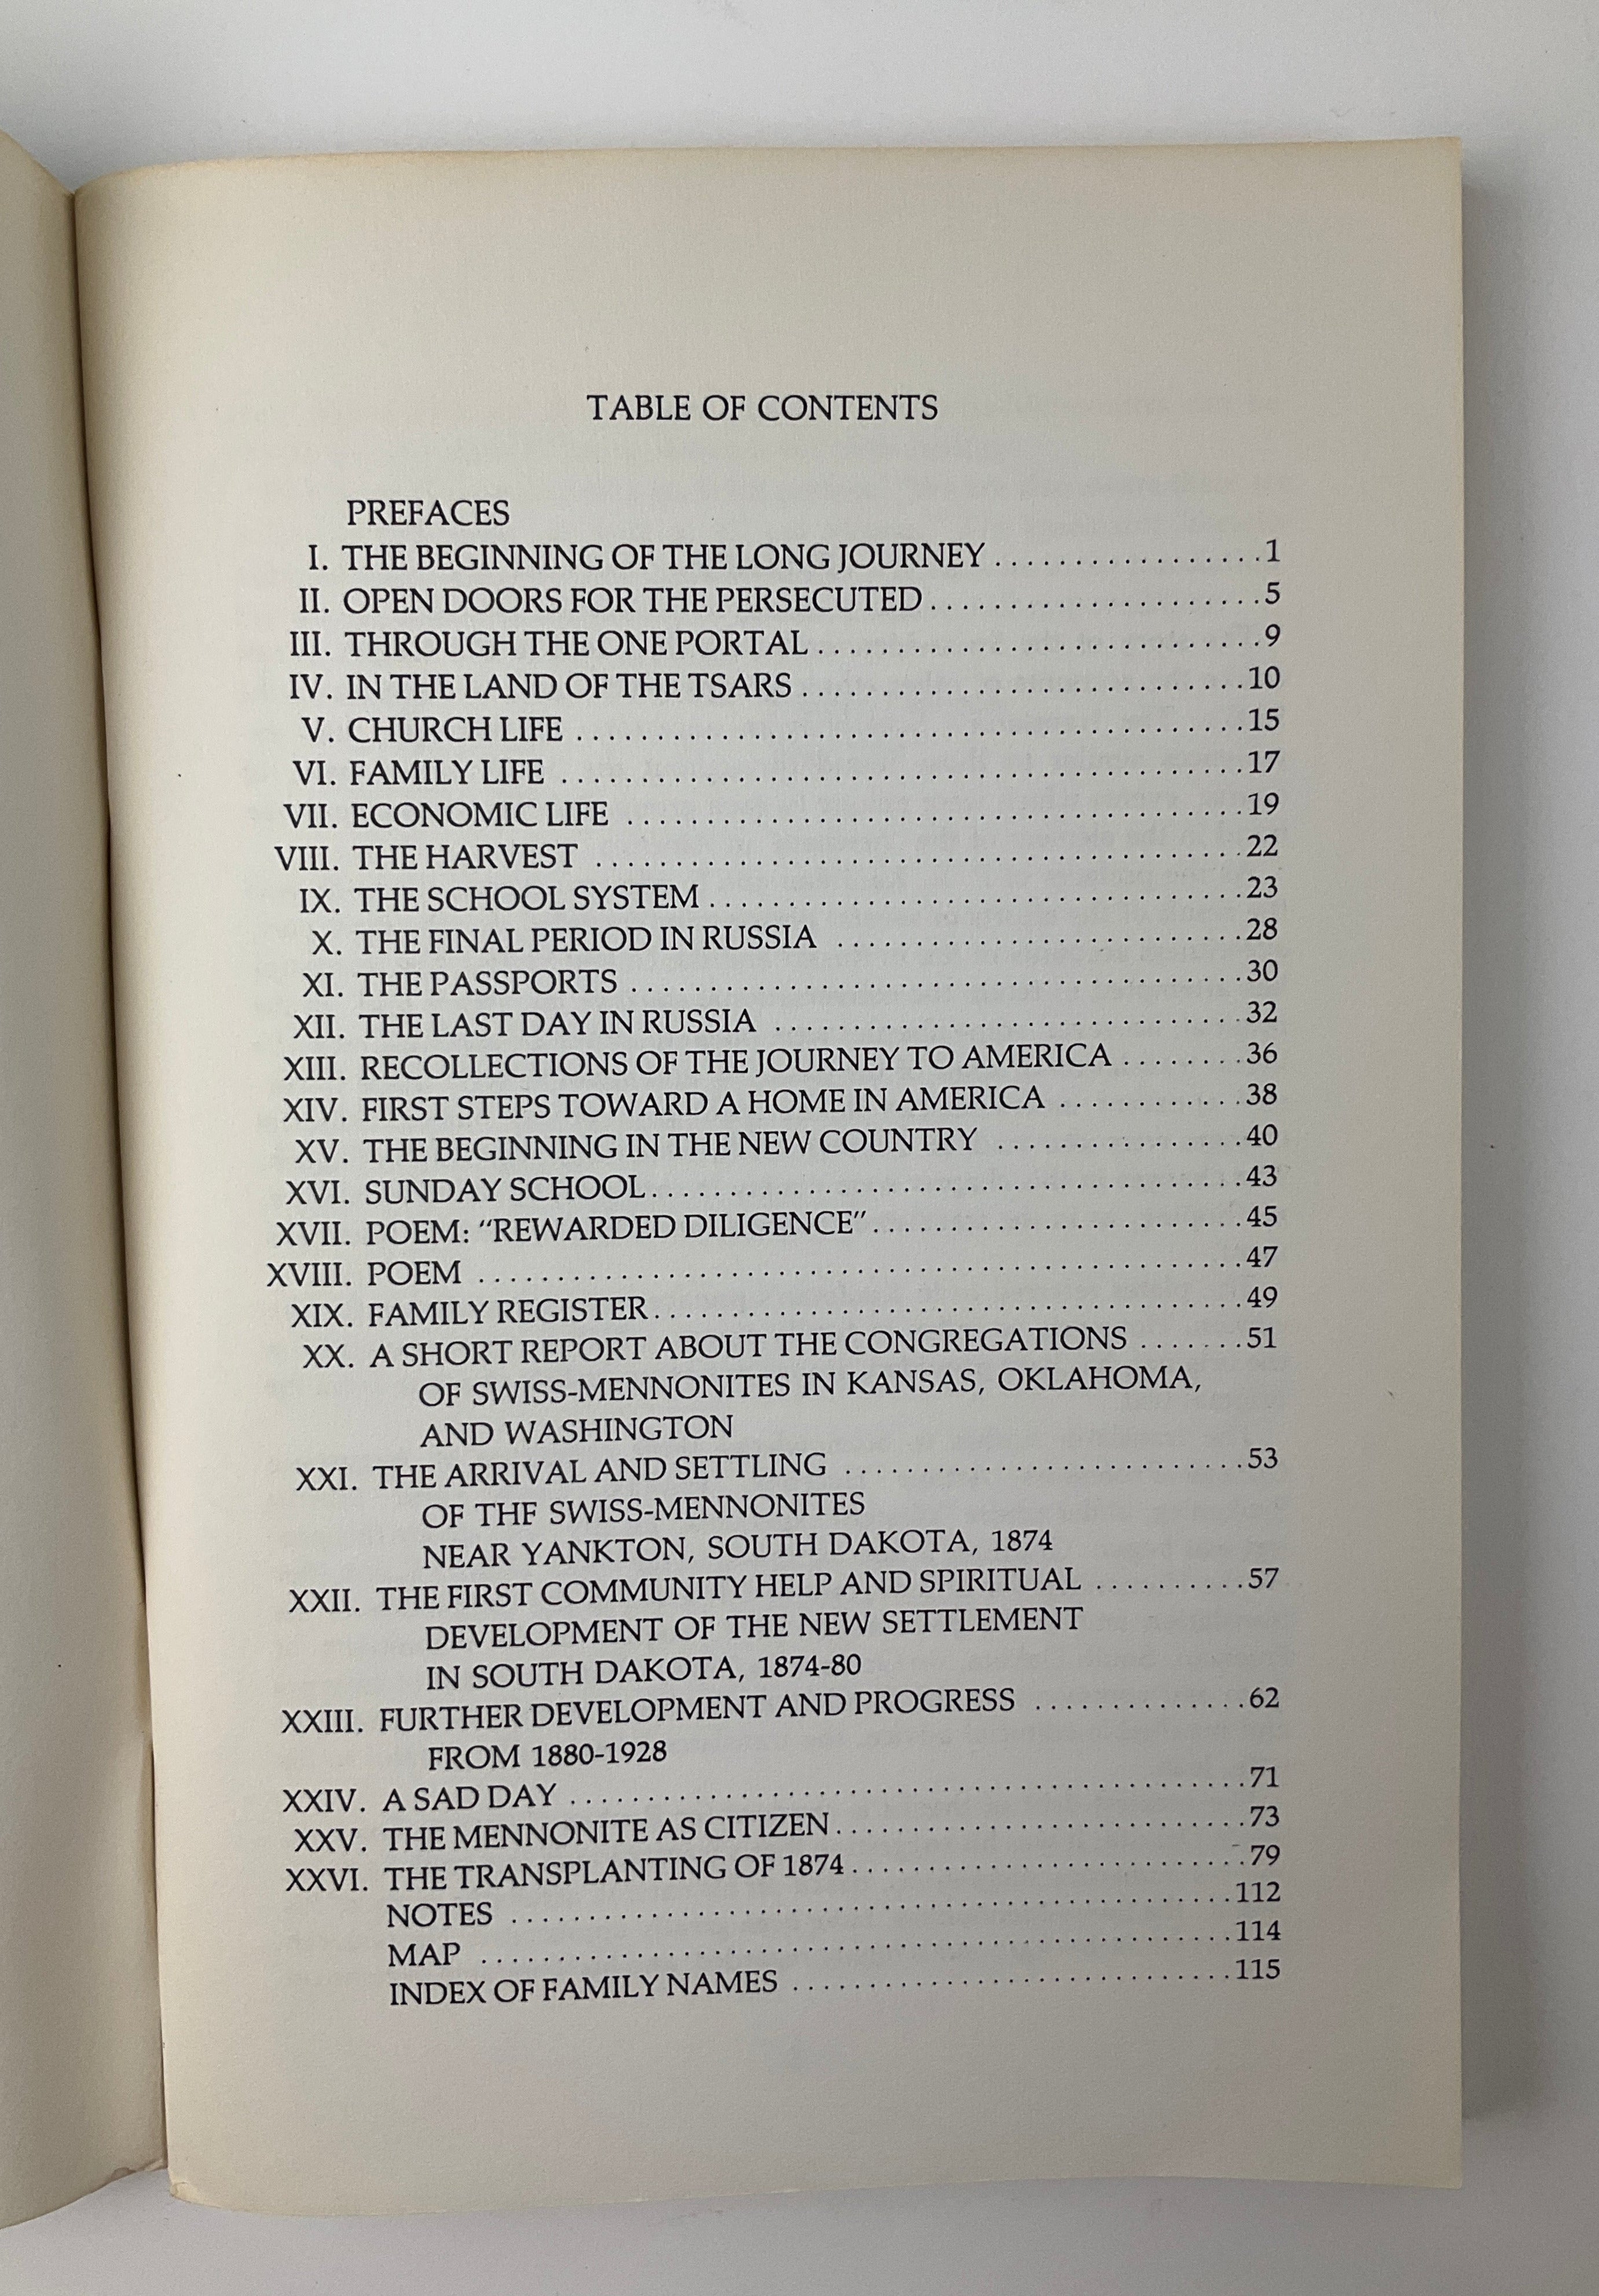 TABLE OF CONTENTS
PREFACES
I. THE BEGINNING OF THE LONG JOURNEY . . . . . . . . . . . . . . . . . 1
II. OPEN DOORS FOR THE PERSECUTED . . . . . . . . . . . . . . . . . . . . . 5
III. THROUGH THE ONE PORTAL . . . . . . . . . . . . . . . . . . . . . . . . . . . . 9
IV. IN THE LAND OF THE TSARS . . . . . . . . . . . . . . . . . . . . . . . . . . . . 10
V. CHURCH LIFE . . . . . . . . . . . . . . . . . . . . . . . . . . . . . . . . . . . . . . . . . . 15
VI. FAMILY LIFE . . . . . . . . . . . . . . . . . . . . . . . . . . . . . . . . . . . . . . . . . . . 17
VII. ECONOMIC LIFE . . . . . . . . . . . . . . . . . . . . . . . . . . . . . . . . . . . . . . . 19
VIII. THE HARVEST . . . . . . . . . . . . . . . . . . . . . . . . . . . . . . . . . . . . . . . . . 22
IX. THE SCHOOL SYSTEM . . . . . . . . . . . . . . . . . . . . . . . . . . . . . . . . . . 23
X. THE FINAL PERIOD IN RUSSIA . . . . . . . . . . . . . . . . . . . . . . . . . . 28
XI. THE PASSPORTS . . . . . . . . . . . . . . . . . . . . . . . . . . . . . . . . . . . . . . . 30
XII. THE LAST DAY IN RUSSIA . . . . . . . . . . . . . . . . . . . . . . . . . . . . . . 32
XIII. RECOLLECTIONS OF THE JOURNEY TO AMERICA . . . . . . . . 36
XIV. FIRST STEPS TOWARD A HOME IN AMERICA . . . . . . . . . . . . 38
XV. THE BEGINNING IN THE NEW COUNTRY . . . . . . . . . . . . . . . . 40
XVI. SUNDAY SCHOOL . . . . . . . . . . . . . . . . . . . . . . . . . . . . . . . . . . . . . . 43
XVII. POEM: "REWARDED DILIGENCE" . . . . . . . . . . . . . . . . . . . . . . . . 45
XVIII. POEM . . . . . . . . . . . . . . . . . . . . . . . . . . . . . . . . . . . . . . . . . . . . . . . . . 47
XIX. FAMILY REGISTER . . . . . . . . . . . . . . . . . . . . . . . . . . . . . . . . . . . . . . 49
XX. A SHORT REPORT ABOUT THE CONGREGATIONS . . . . . . . 51
OF SWISS-MENNONITES IN KANSAS, OKLAHOMA,
AND WASHINGTON
XXI. THE ARRIVAL AND SETTLING . . . . . . . . . . . . . . . . . . . . . . . . . . 53
OF THF SWISS-MENNONITES
NEAR YANKTON, SOUTH DAKOTA, 1874
XXII. THE FIRST COMMUNITY HELP AND SPIRITUAL . . . . . . . . . . 57
DEVELOPMENT OF THE NEW SETTLEMENT
IN SOUTH DAKOTA, 1874-80
XXIII. FURTHER DEVELOPMENT AND PROGRESS . . . . . . . . . . . . . . 62
FROM 1880-1928
XXIV. A SAD DAY . . . . . . . . . . . . . . . . . . . . . . . . . . . . . . . . . . . . . . . . . . . 71
XXV. THE MENNONITE AS CITIZEN . . . . . . . . . . . . . . . . . . . . . . . . . . 73
XXVI. THE TRANSPLANTING OF 1874 . . . . . . . . . . . . . . . . . . . . . . . . . 79
NOTES . . . . . . . . . . . . . . . . . . . . . . . . . . . . . . . . . . . . . . . . . . . . . . 112
MAP . . . . . . . . . . . . . . . . . . . . . . . . . . . . . . . . . . . . . . . . . . . . . . . . 114
INDEX OF FAMILY NAMES . . . . . . . . . . . . . . . . . . . . . . . . . . . . 115